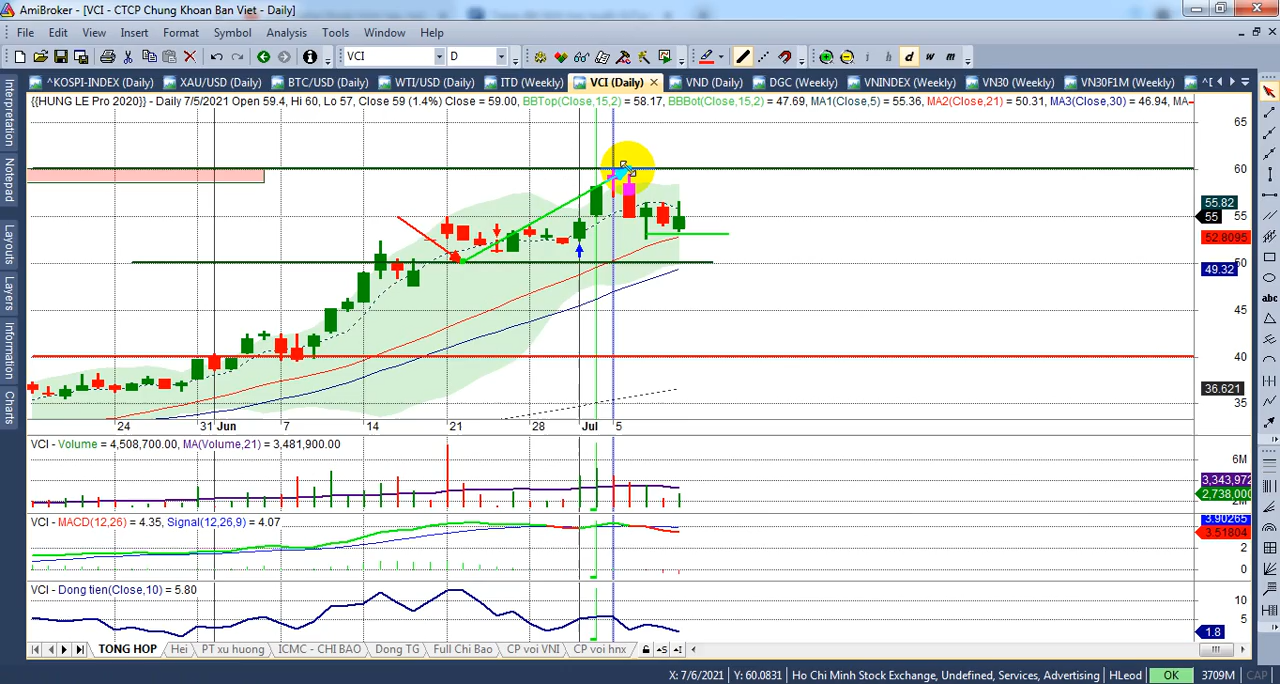 AmiBroker - [VCI - CTCP Chung Khoan Ban Viet - Daily]
File Edit View Insert Format Symbol Analysis Tools Window Help
VCI D d w m
^KOSPI-INDEX (Daily) XAU/USD (Daily) BTC/USD (Daily) WTI/USD (Daily) ITD (Weekly) VCI (Daily) VND (Daily) DGC (Weekly) VNINDEX (Weekly) VN30 (Weekly) VN30F1M (Weekly)
{{HUNG LE Pro 2020}} - Daily 7/5/2021 Open 59.4, Hi 60, Lo 57, Close 59 (1.4%) Close = 59.00, BBTop(Close,15,2) = 58.17, BBBot(Close,15,2) = 47.69, MA1(Close,5) = 55.36, MA2(Close,21) = 50.31, MA3(Close,30) = 46.94, MA
Interpretation
Notepad
Layouts
Layers
Information
Charts
abc
65
60
55.82
55
52.8095
50
49.32
45
40
36.621
35
24 31 Jun 7 14 21 28 Jul 5
VCI - Volume = 4,508,700.00, MA(Volume,21) = 3,481,900.00
6M
3,343,972
2,738,000
VCI - MACD(12,26) = 4.35, Signal(12,26,9) = 4.07
3.90265
3.51804
2
0
VCI - Dong tien(Close,10) = 5.80
10
5
1.8
TONG HOP Hei PT xu huong ICMC - CHI BAO Dong TG Full Chi Bao CP voi VNI CP voi hnx
X: 7/6/2021 Y: 60.0831 Ho Chi Minh Stock Exchange, Undefined, Services, Advertising HLeod OK 3709M CAP